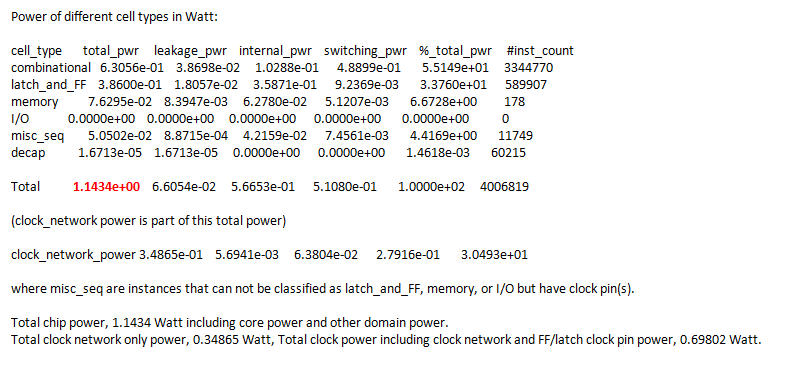 Power of different cell types in Watt:
cell_type total_pwr leakage_pwr internal_pwr switching_pwr %_total_pwr #inst_count
combinational 6.3056e-01 3.8698e-02 1.0288e-01 4.8899e-01 5.5149e+01 3344770
latch_and_FF 3.8600e-01 1.8057e-02 3.5871e-01 9.2369e-03 3.3760e+01 589907
memory 7.6295e-02 8.3947e-03 6.2780e-02 5.1207e-03 6.6728e+00 178
I/O 0.0000e+00 0.0000e+00 0.0000e+00 0.0000e+00 0.0000e+00 0
misc_seq 5.0502e-02 8.8715e-04 4.2159e-02 7.4561e-03 4.4169e+00 11749
decap 1.6713e-05 1.6713e-05 0.0000e+00 0.0000e+00 1.4618e-03 60215
Total 1.1434e+00 6.6054e-02 5.6653e-01 5.1080e-01 1.0000e+02 4006819
(clock_network power is part of this total power)
clock_network_power 3.4865e-01 5.6941e-03 6.3804e-02 2.7916e-01 3.0493e+01
where misc_seq are instances that can not be classified as latch_and_FF, memory, or I/O but have clock pin(s).
Total chip power, 1.1434 Watt including core power and other domain power.
Total clock network only power, 0.34865 Watt, Total clock power including clock network and FF/latch clock pin power, 0.69802 Watt.